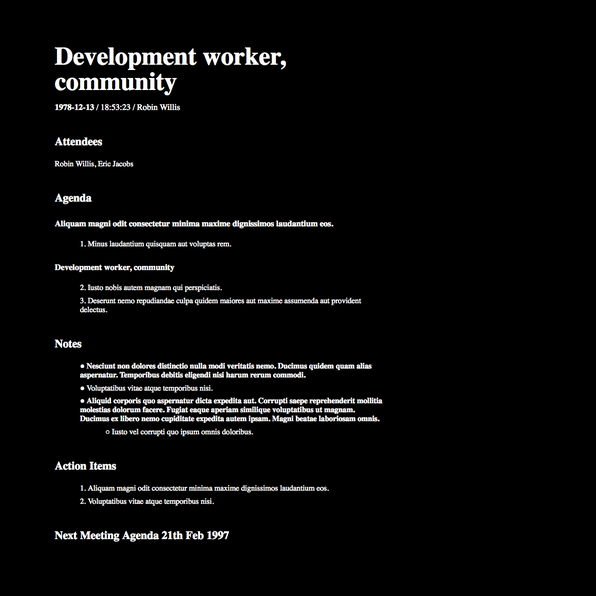 Development worker,
community
1978-12-13 / 18:53:23 / Robin Willis
Attendees
Robin Willis, Eric Jacobs
Agenda
Aliquam magni odit consectetur minima maxime dignissimos laudantium eos.
1. Minus laudantium quisquam aut voluptas rem.
Development worker, community
2. Iusto nobis autem magnam qui perspiciatis.
3. Deserunt nemo repudiandae culpa quidem maiores aut maxime assumenda aut provident
delectus.
Notes
● Nesciunt non dolores distinctio nulla modi veritatis nemo. Ducimus quidem quam alias
aspernatur. Temporibus debitis eligendi nisi harum rerum commodi.
● Voluptatibus vitae atque temporibus nisi.
● Aliquid corporis quo aspernatur dicta expedita aut. Corrupti saepe reprehenderit mollitia
molestias dolorum facere. Fugiat eaque aperiam similique voluptatibus ut magnam.
Ducimus ex libero nemo cupiditate expedita autem ipsam. Magni beatae laboriosam omnis.
○ Iusto vel corrupti quo ipsum omnis doloribus.
Action Items
1. Aliquam magni odit consectetur minima maxime dignissimos laudantium eos.
2. Voluptatibus vitae atque temporibus nisi.
Next Meeting Agenda 21th Feb 1997